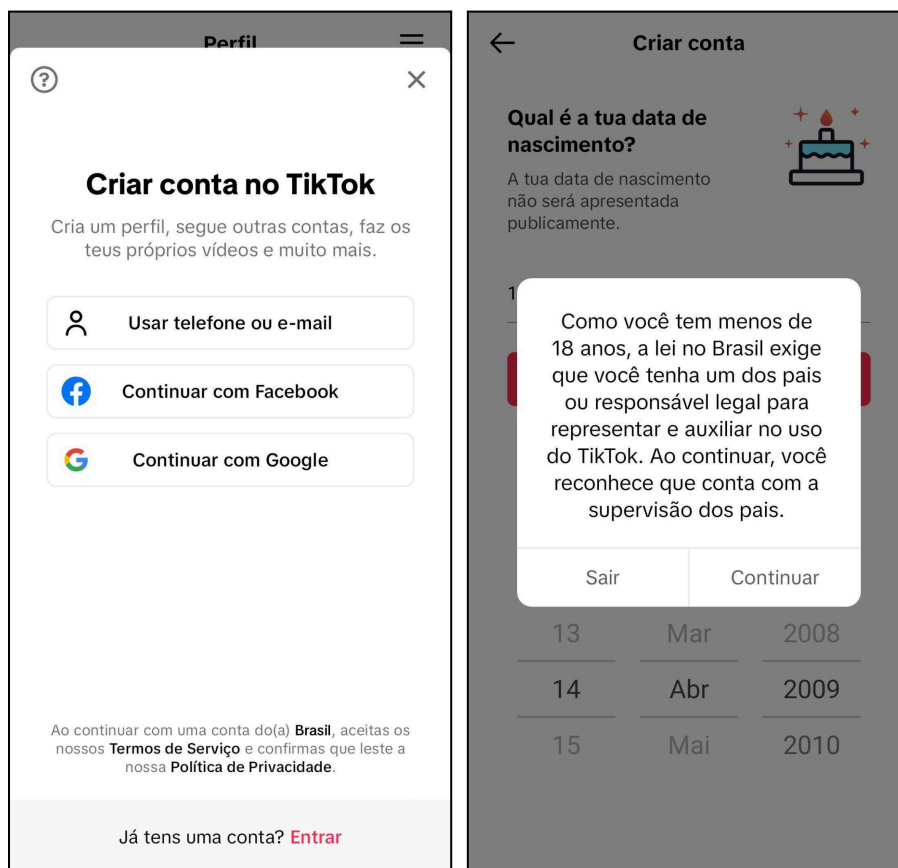 Perfil
Criar conta no TikTok
Cria um perfil, segue outras contas, faz os
teus próprios vídeos e muito mais.
Usar telefone ou e-mail
Continuar com Facebook
Continuar com Google
Ao continuar com uma conta do(a) Brasil, aceitas os
nossos Termos de Serviço e confirmas que leste a
nossa Política de Privacidade.
Já tens uma conta? Entrar
Criar conta
Qual é a tua data de
nascimento?
A tua data de nascimento
não será apresentada
publicamente.
1
Como você tem menos de
18 anos, a lei no Brasil exige
que você tenha um dos pais
ou responsável legal para
representar e auxiliar no uso
do TikTok. Ao continuar, você
reconhece que conta com a
supervisão dos pais.
Sair Continuar
13 Mar 2008
14 Abr 2009
15 Mai 2010